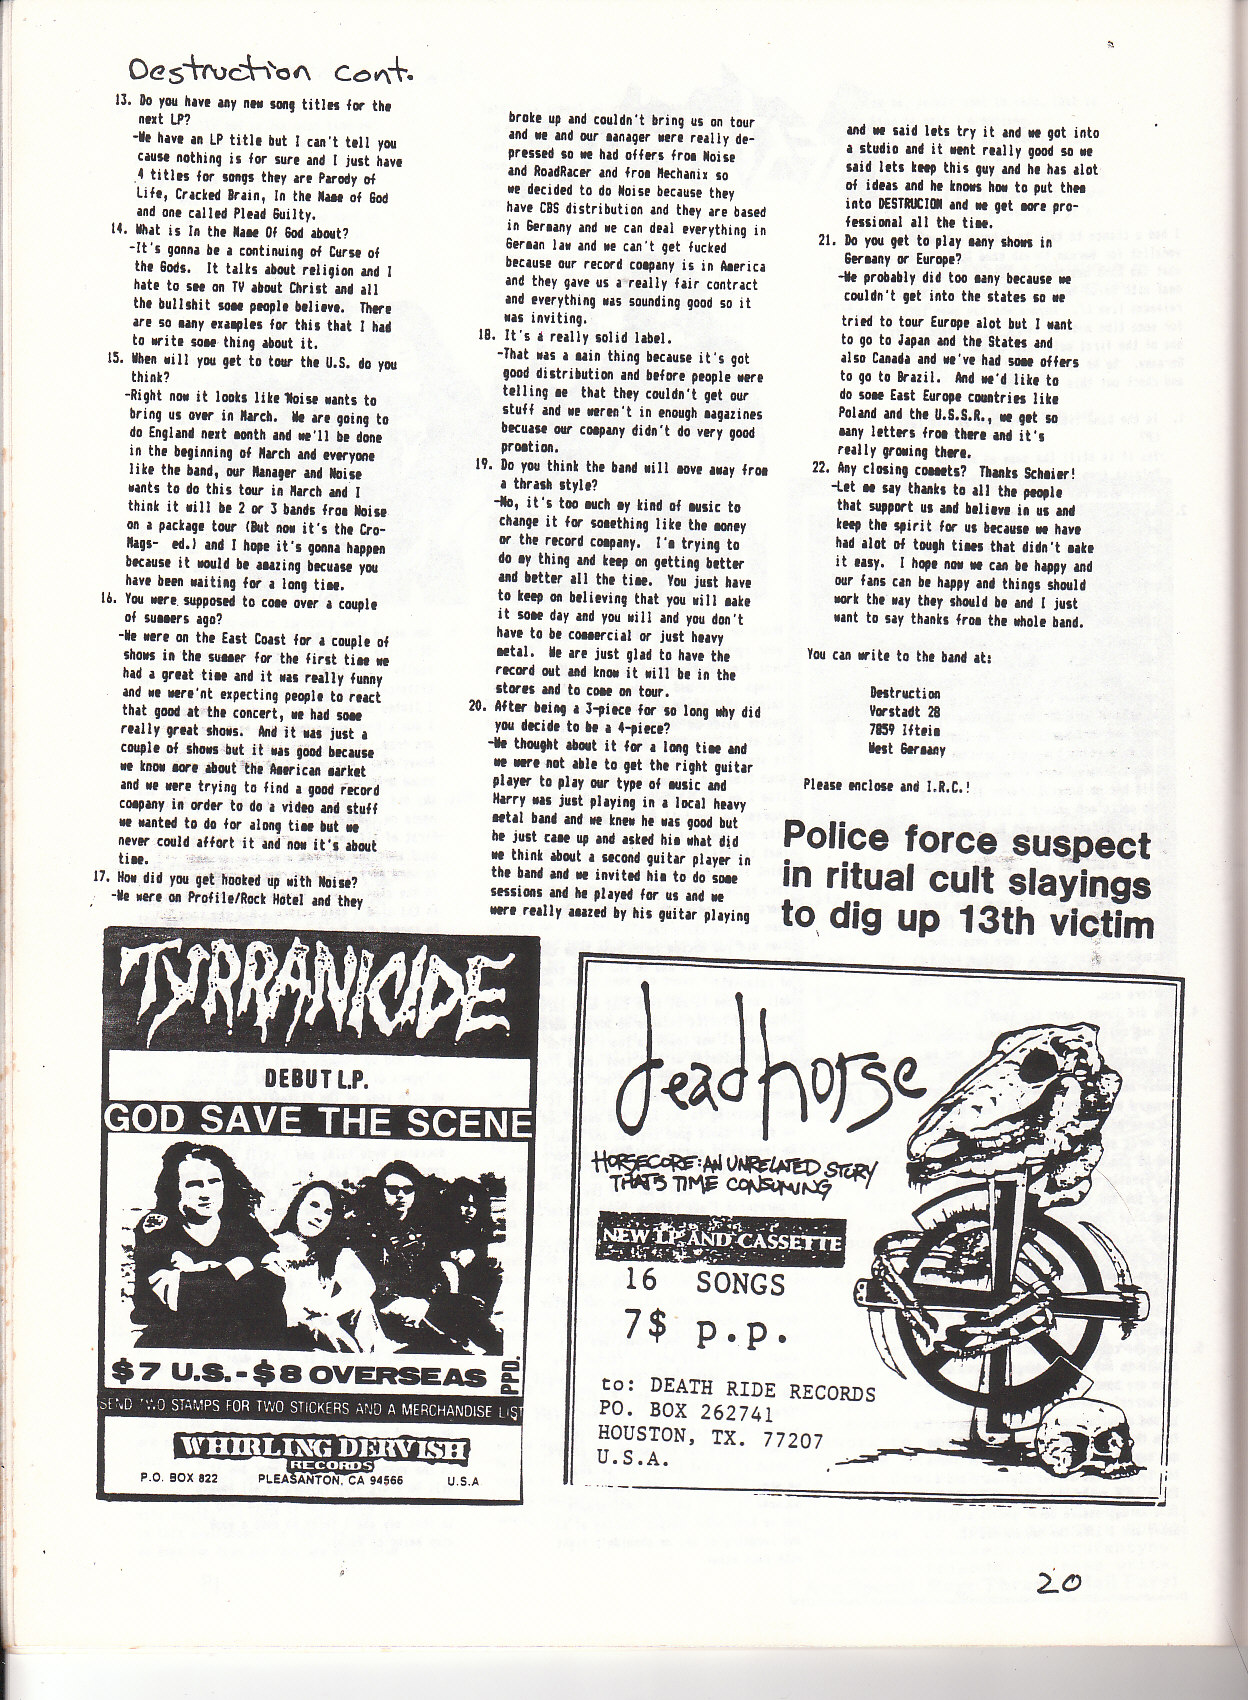 Destruction cont.
13. Do you have any new song titles for the
next LP?
-We have an LP title but I can't tell you
cause nothing is for sure and I just have
4 titles for songs they are Parody of
Life, Cracked Brain, In the Name of God
and one called Plead Guilty.
14. What is In the Name Of God about?
-It's gonna be a continuing of Curse of
the Gods. It talks about religion and I
hate to see on TV about Christ and all
the bullshit some people believe. There
are so many examples for this that I had
to write some thing about it.
15. When will you get to tour the U.S. do you
think?
-Right now it looks like Noise wants to
bring us over in March. We are going to
do England next month and we'll be done
in the beginning of March and everyone
like the band, our Manager and Noise
wants to do this tour in March and I
think it will be 2 or 3 bands from Noise
on a package tour (But now it's the Cro-
Mags- ed.) and I hope it's gonna happen
because it would be amazing becuase you
have been waiting for a long time.
16. You were supposed to come over a couple
of summers ago?
-We were on the East Coast for a couple of
shows in the summer for the first time we
had a great time and it was really funny
and we were'nt expecting people to react
that good at the concert, we had some
really great shows. And it was just a
couple of shows but it was good because
we know more about the American market
and we were trying to find a good record
company in order to do a video and stuff
we wanted to do for along time but we
never could affort it and now it's about
time.
17. How did you get hooked up with Noise?
-We were on Profile/Rock Hotel and they
broke up and couldn't bring us on tour
and we and our manager were really de-
pressed so we had offers from Noise
and RoadRacer and from Mechanix so
we decided to do Noise because they
have CBS distribution and they are based
in Germany and we can deal everything in
German law and we can't get fucked
because our record company is in America
and they gave us a really fair contract
and everything was sounding good so it
was inviting.
18. It's a really solid label.
-That was a main thing because it's got
good distribution and before people were
telling me that they couldn't get our
stuff and we weren't in enough magazines
becuase our company didn't do very good
promtion.
19. Do you think the band will move away from
a thrash style?
-No, it's too much my kind of music to
change it for something like the money
or the record company. I'm trying to
do my thing and keep on getting better
and better all the time. You just have
to keep on believing that you will make
it some day and you will and you don't
have to be commercial or just heavy
metal. We are just glad to have the
record out and know it will be in the
stores and to come on tour.
20. After being a 3-piece for so long why did
you decide to be a 4-piece?
-We thought about it for a long time and
we were not able to get the right guitar
player to play our type of music and
Harry was just playing in a local heavy
metal band and we knew he was good but
he just came up and asked him what did
we think about a second guitar player in
the band and we invited him to do some
sessions and he played for us and we
were really amazed by his guitar playing
and we said lets try it and we got into
a studio and it went really good so we
said lets keep this guy and he has alot
of ideas and he knows how to put them
into DESTRUCION and we get more pro-
fessional all the time.
21. Do you get to play many shows in
Germany or Europe?
-We probably did too many because we
couldn't get into the states so we
tried to tour Europe alot but I want
to go to Japan and the States and
also Canada and we've had some offers
to go to Brazil. And we'd like to
do some East Europe countries like
Poland and the U.S.S.R., we get so
many letters from there and it's
really growing there.
22. Any closing commets? Thanks Schmier!
-Let me say thanks to all the people
that support us and believe in us and
keep the spirit for us because we have
had alot of tough times that didn't make
it easy. I hope now we can be happy and
our fans can be happy and things should
work the way they should be and I just
want to say thanks from the whole band.
You can write to the band at:
Destruction
Vorstadt 28
7859 Iftein
West Germany
Please enclose and I.R.C.!
Police force suspect
in ritual cult slayings
to dig up 13th victim
TYRRANICIDE
DEBUT L.P.
GOD SAVE THE SCENE
$7 U.S.-$8 OVERSEAS PPD.
SEND TWO STAMPS FOR TWO STICKERS AND A MERCHANDISE LIST
WHIRLING DERVISH
RECORDS
P.O. BOX 822 PLEASANTON, CA 94566 U.S.A
dead horse
HORSECORE: AN UNRELATED STORY
THAT'S TIME CONSUMING
NEW LP AND CASSETTE
16 SONGS
7$ p.p.
to: DEATH RIDE RECORDS
PO. BOX 262741
HOUSTON, TX. 77207
U.S.A.
20